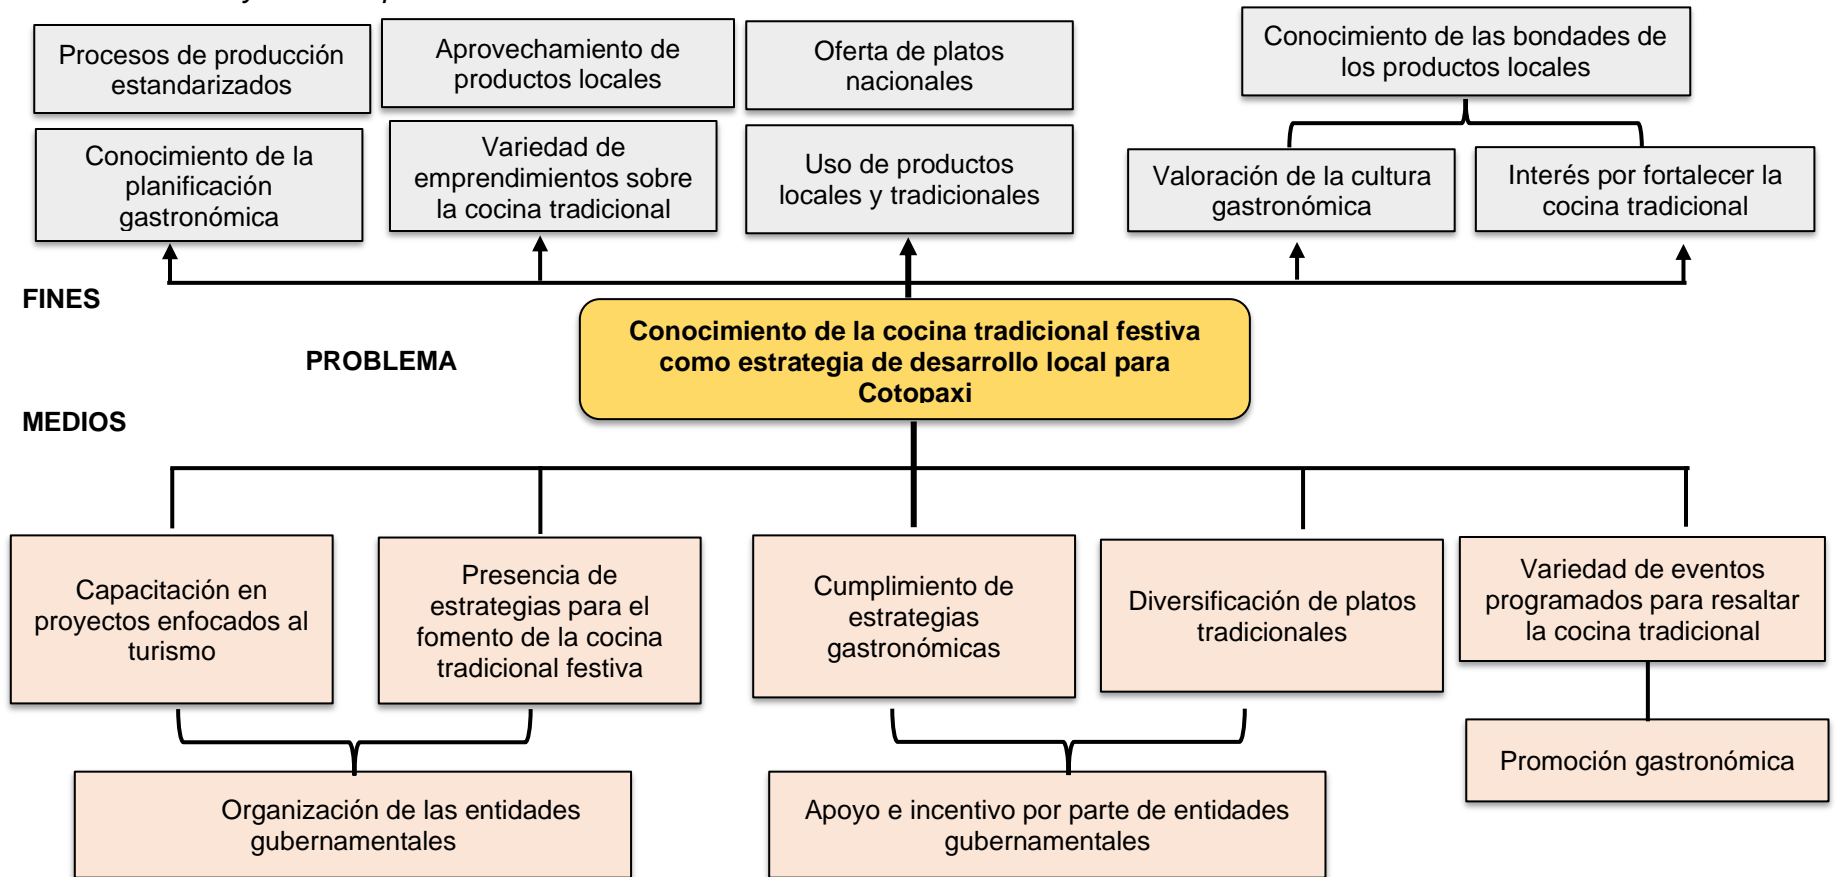 Procesos de producción
estandarizados
Aprovechamiento de
productos locales
Oferta de platos
nacionales
Conocimiento de las bondades de
los productos locales
Conocimiento de la
planificación
gastronómica
Variedad de
emprendimientos sobre
la cocina tradicional
Uso de productos
locales y tradicionales
Valoración de la cultura
gastronómica
Interés por fortalecer la
cocina tradicional
FINES
PROBLEMA
Conocimiento de la cocina tradicional festiva
como estrategia de desarrollo local para
Cotopaxi
MEDIOS
Capacitación en
proyectos enfocados al
turismo
Presencia de
estrategias para el
fomento de la cocina
tradicional festiva
Cumplimiento de
estrategias
gastronómicas
Diversificación de platos
tradicionales
Variedad de eventos
programados para resaltar
la cocina tradicional
Organización de las entidades
gubernamentales
Apoyo e incentivo por parte de entidades
gubernamentales
Promoción gastronómica